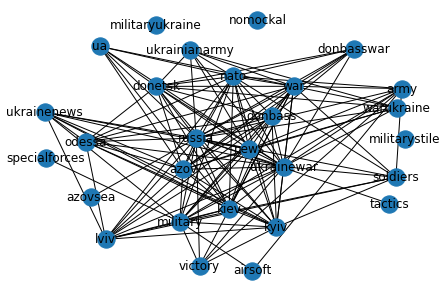 militaryukraine
nomockal
ua
ukrainianarmy
donbasswar
nato
donetsk
war
army
warukraine
ukrainenews
donbass
odessa
russia
militarystile
news
specialforces
azov
ukrainewar
soldiers
azovsea
tactics
kiev
military
kyiv
lviv
victory
airsoft